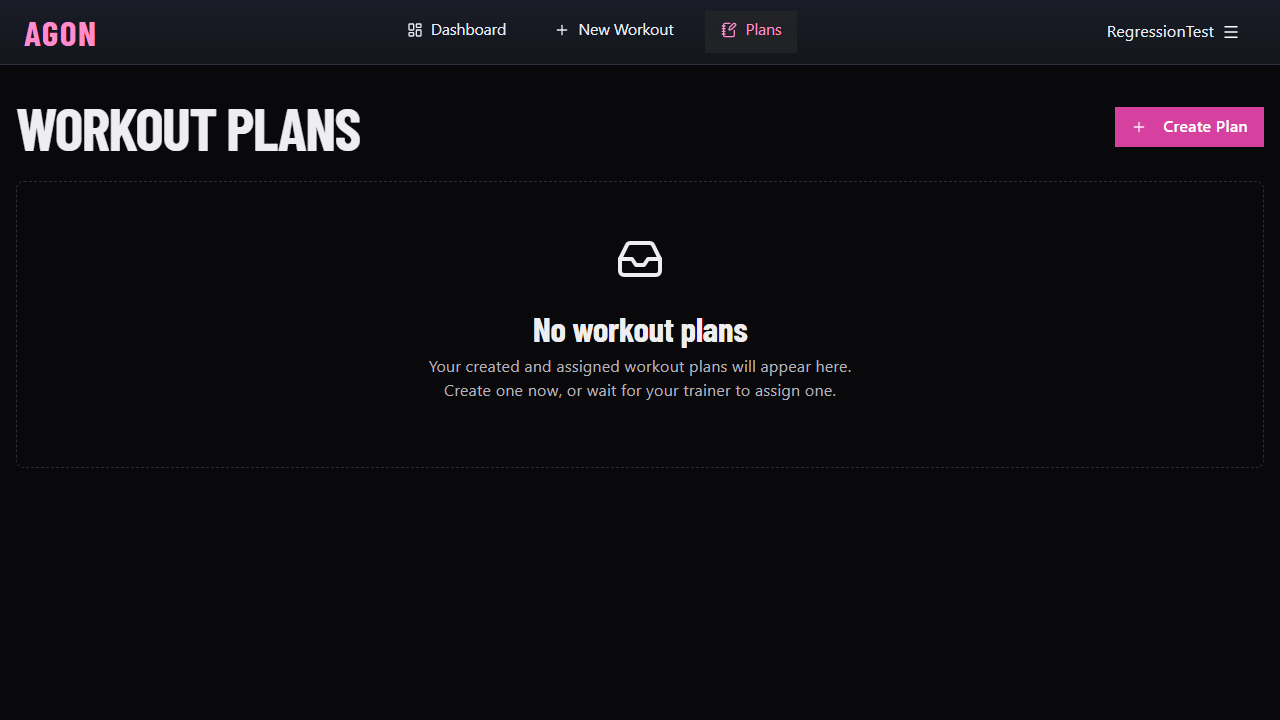 AGON
Dashboard
New Workout
Plans
RegressionTest
WORKOUT PLANS
Create Plan
No workout plans
Your created and assigned workout plans will appear here.
Create one now, or wait for your trainer to assign one.